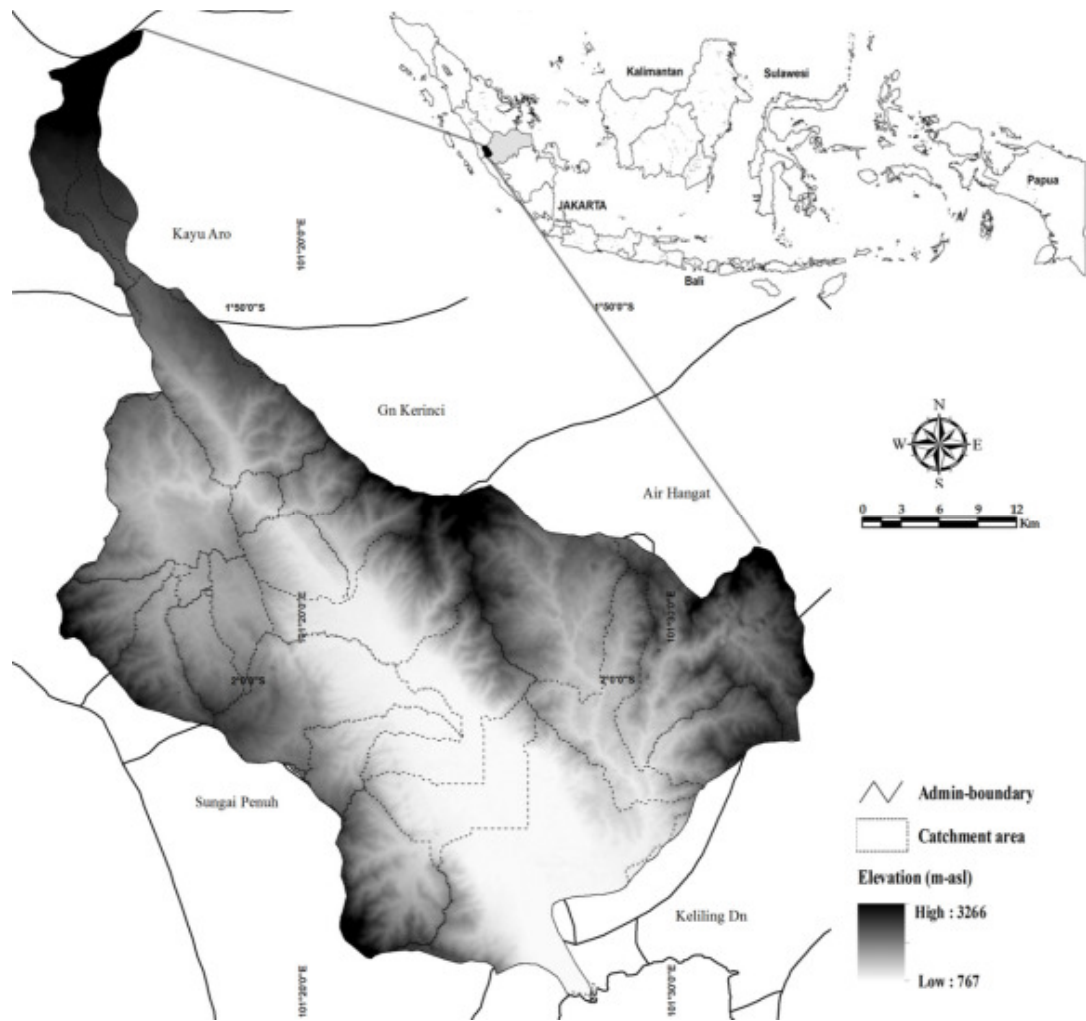 Kalimantan
Sulawesi
Papua
JAKARTA
Bali
Kayu Aro
101°20'0"E
1°50'0"S
1°50'0"S
Gn Kerinci
N
W
E
S
Air Hangat
0 3 6 9 12
Km
101°20'0"E
101°30'0"E
2°0'0"S
2°0'0"S
Sungai Penuh
Admin-boundary
Catchment area
Elevation (m-asl)
High : 3266
Low : 767
Keliling Dn
101°20'0"E
101°30'0"E